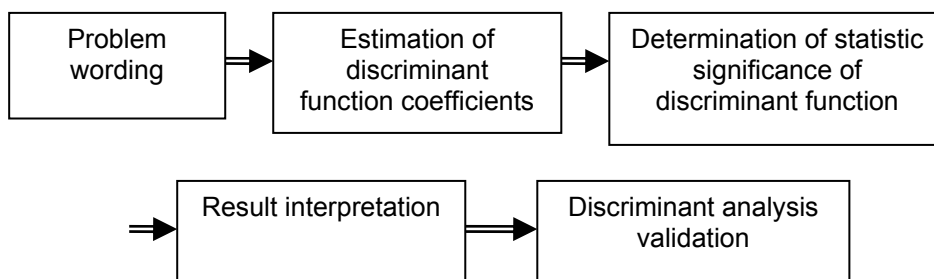 Problem
wording
Estimation of
discriminant
function coefficients
Determination of statistic
significance of
discriminant function
Result interpretation
Discriminant analysis
validation